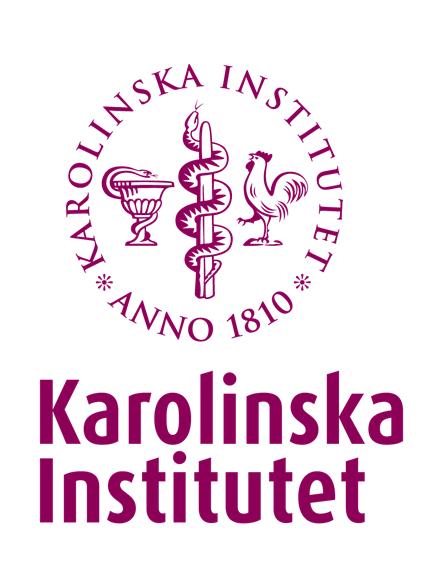 KAROLINSKA INSTITUTET
* ANNO 1810 *
Karolinska
Institutet